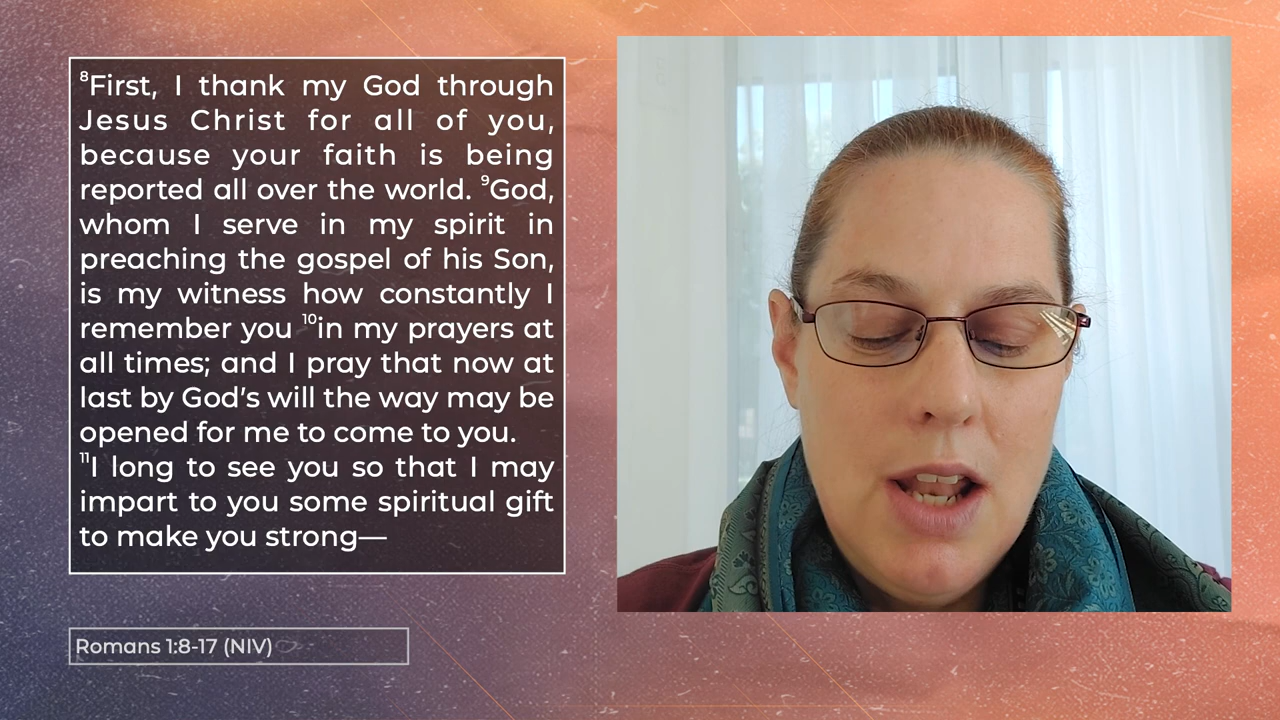 ⁸First, I thank my God through
Jesus Christ for all of you,
because your faith is being
reported all over the world. ⁹God,
whom I serve in my spirit in
preaching the gospel of his Son,
is my witness how constantly I
remember you ¹⁰in my prayers at
all times; and I pray that now at
last by God's will the way may be
opened for me to come to you.
¹¹I long to see you so that I may
impart to you some spiritual gift
to make you strong—
Romans 1:8-17 (NIV)